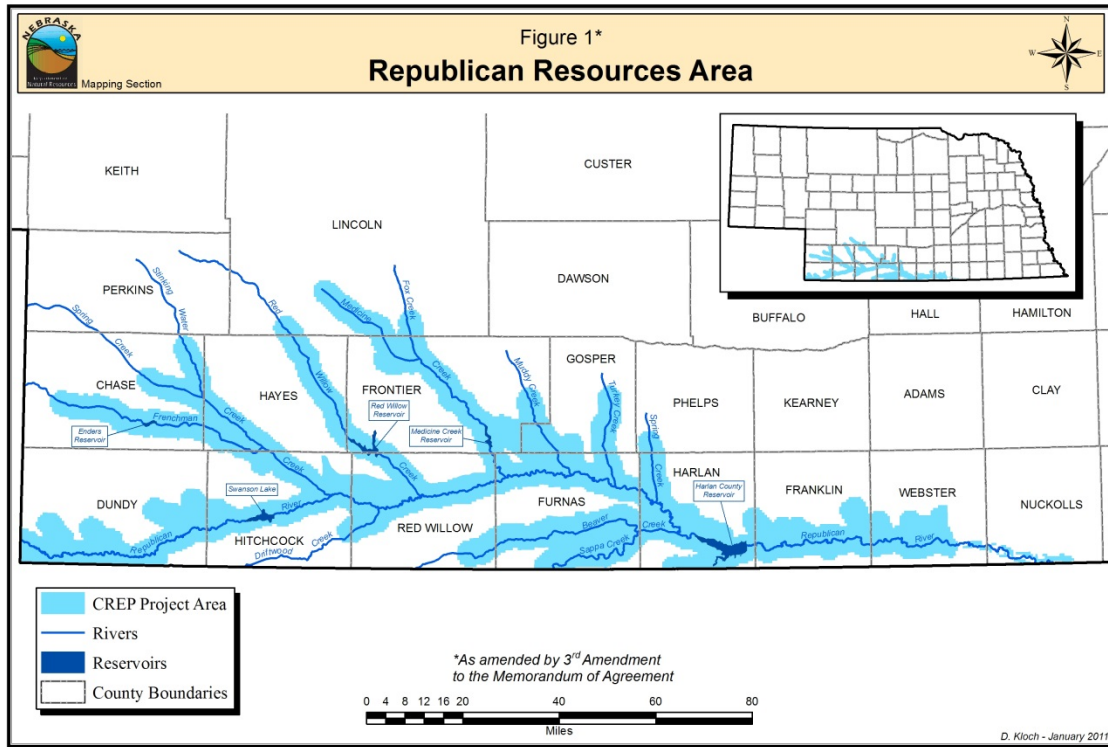 NEBRASKA
Department of
Natural Resources
Mapping Section
Figure 1*
Republican Resources Area
N
W
E
S
KEITH
CUSTER
LINCOLN
DAWSON
PERKINS
BUFFALO
HALL
HAMILTON
CHASE
HAYES
FRONTIER
GOSPER
PHELPS
KEARNEY
ADAMS
CLAY
DUNDY
HITCHCOCK
RED WILLOW
FURNAS
HARLAN
FRANKLIN
WEBSTER
NUCKOLLS
Stinking
Water
Creek
Spring
Creek
Frenchman
Creek
Enders
Reservoir
Red
Willow
Creek
Red Willow
Reservoir
Medicine
Creek
Fox Creek
Medicine Creek
Reservoir
Muddy Creek
Turkey Creek
Spring
Creek
Swanson Lake
Republican
River
Driftwood
Creek
Beaver
Creek
Sappa Creek
Harlan County
Reservoir
Republican
River
CREP Project Area
Rivers
Reservoirs
County Boundaries
*As amended by 3rd Amendment
to the Memorandum of Agreement
0 4 8 12 16 20 40 60 80
Miles
D. Kloch - January 2011